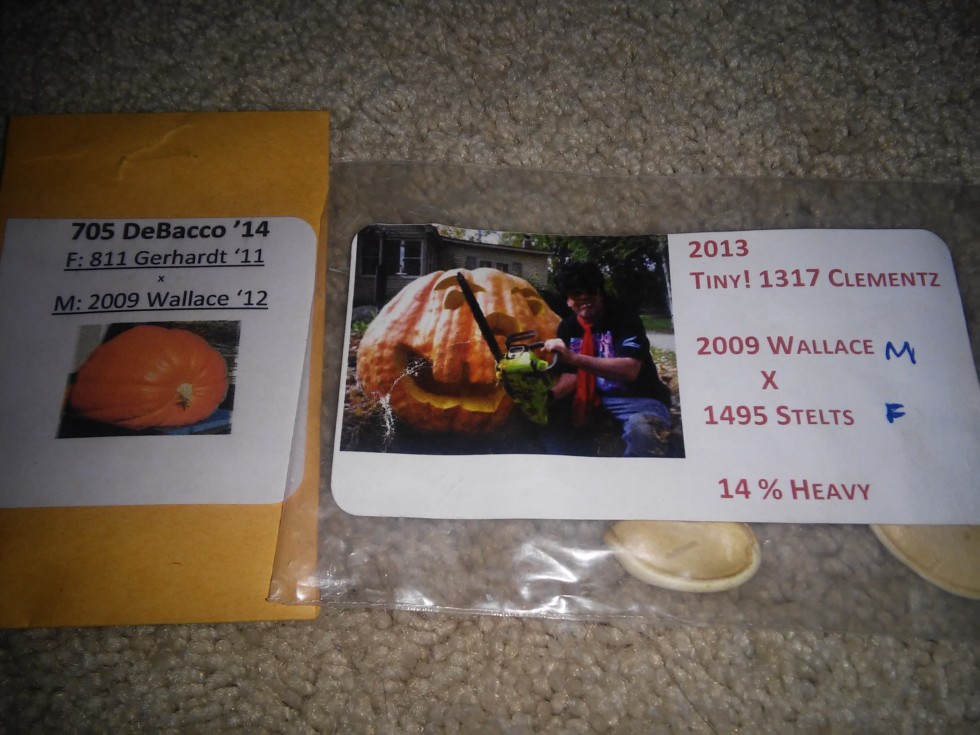 705 DeBacco ’14
F: 811 Gerhardt ‘11
x
M: 2009 Wallace ‘12
2013
TINY! 1317 CLEMENTZ
2009 WALLACE M
X
1495 STELTS F
14 % HEAVY